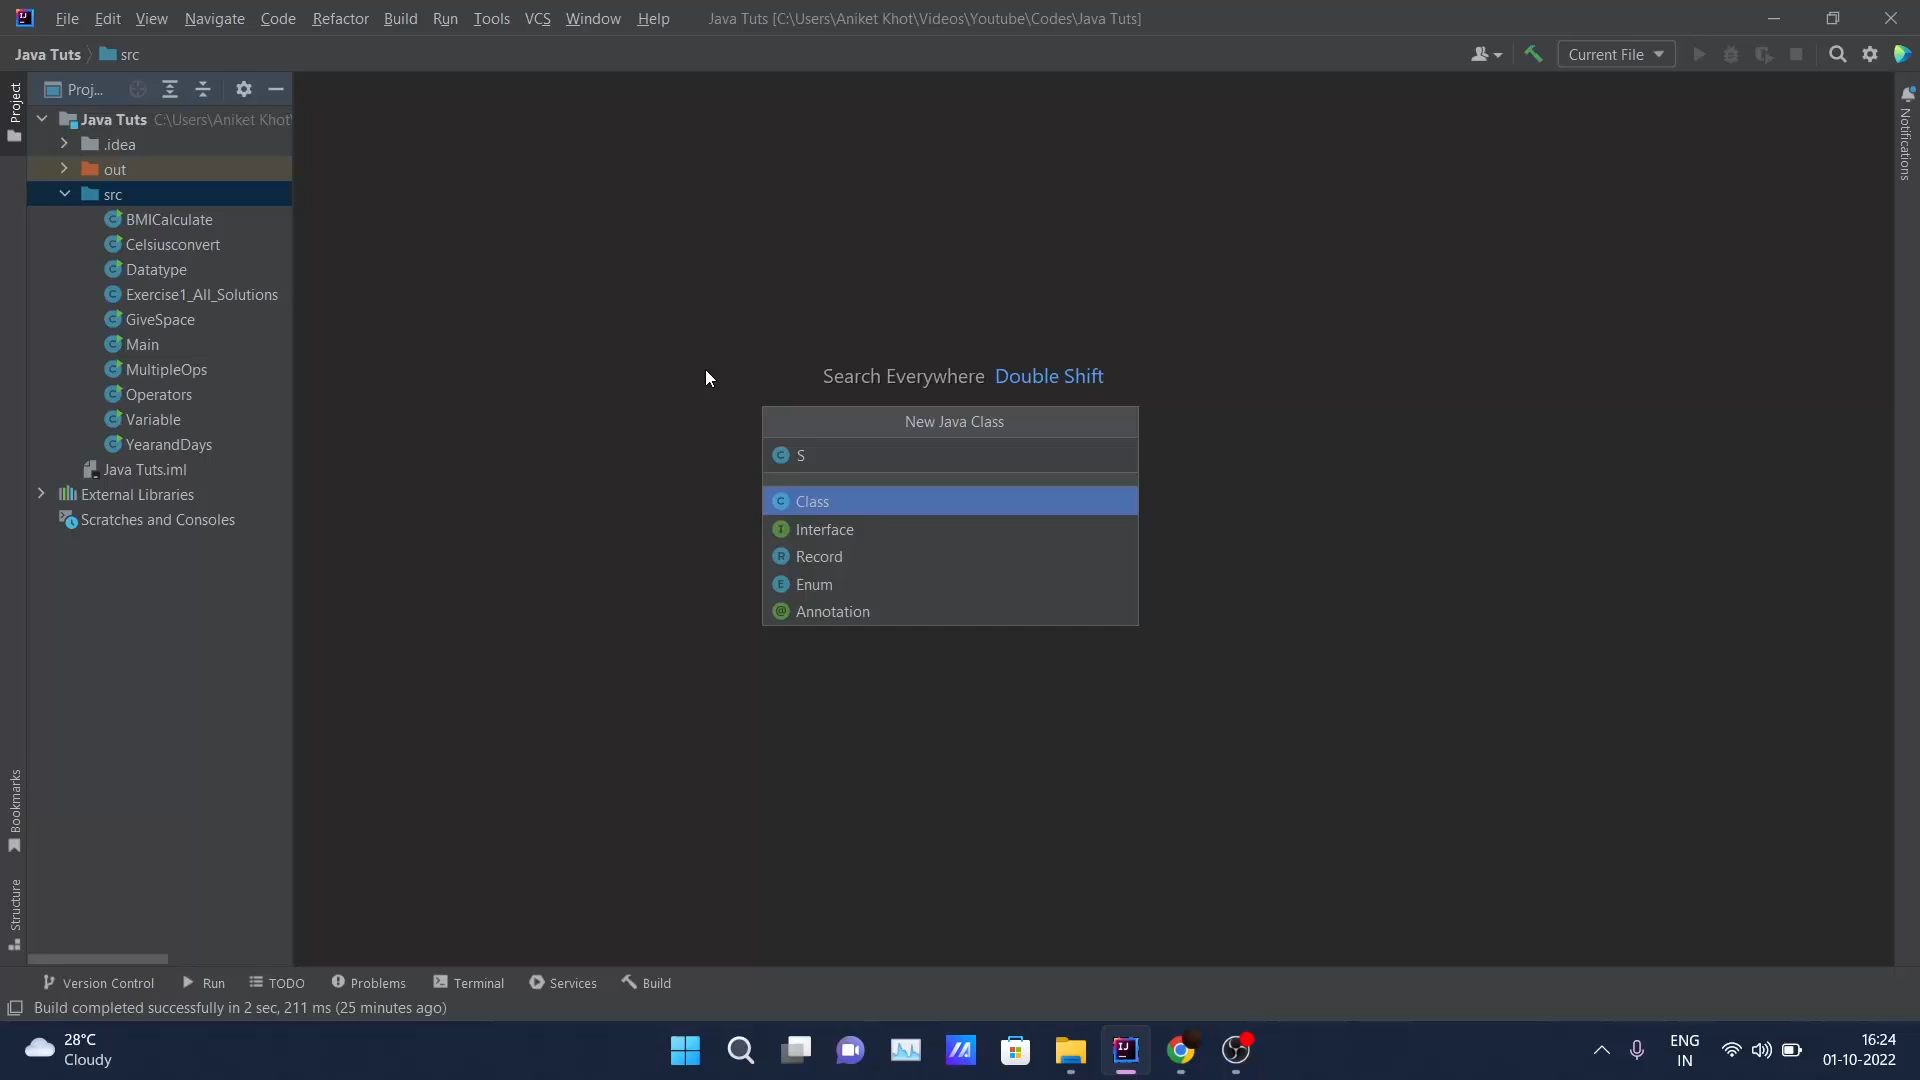 File Edit View Navigate Code Refactor Build Run Tools VCS Window Help Java Tuts [C:\Users\Aniket Khot\Videos\Youtube\Codes\Java Tuts]
Java Tuts src
Current File
Proj...
Project
Notifications
Java Tuts C:\Users\Aniket Khot\
.idea
out
src
BMICalculate
Celsiusconvert
Datatype
Exercise1_All_Solutions
GiveSpace
Main
MultipleOps
Operators
Variable
YearandDays
Java Tuts.iml
External Libraries
Scratches and Consoles
Search Everywhere Double Shift
New Java Class
C S
C Class
I Interface
R Record
E Enum
@ Annotation
Bookmarks
Structure
Version Control Run TODO Problems Terminal Services Build
Build completed successfully in 2 sec, 211 ms (25 minutes ago)
28°C
Cloudy
ENG
IN
16:24
01-10-2022